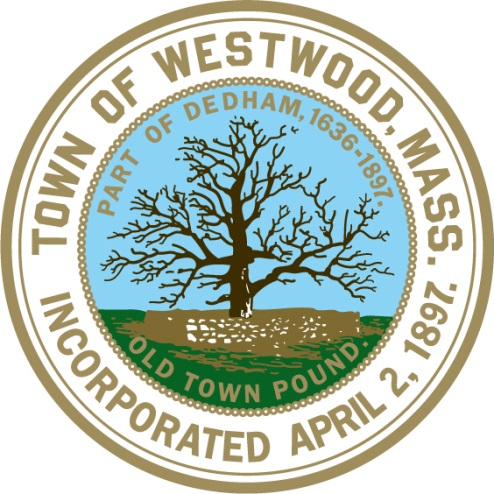 TOWN OF WESTWOOD, MASS.
INCORPORATED APRIL 2, 1897.
PART OF DEDHAM, 1636-1897.
OLD TOWN POUND.